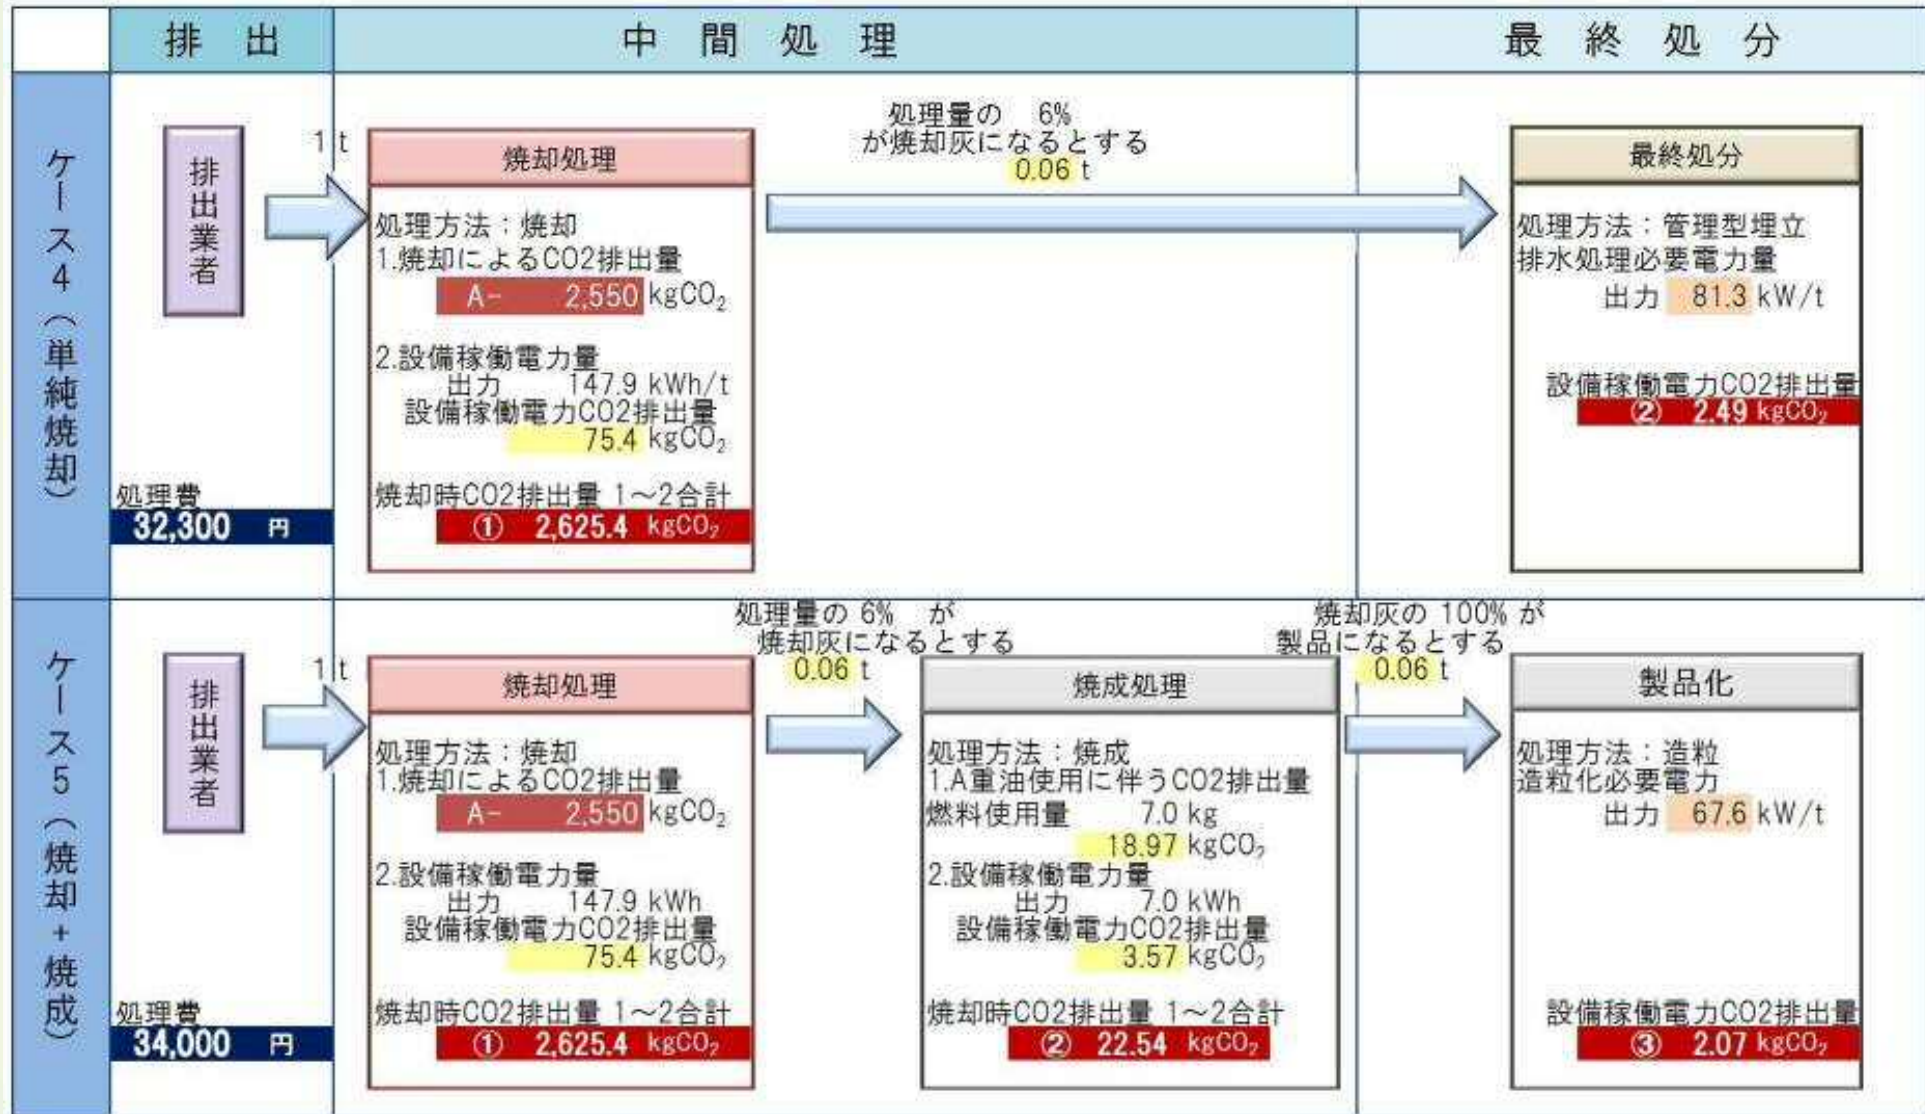 排 出
中 間 処 理
最 終 処 分
ケース4(単純焼却)
排出業者
1 t
処理費
32,300 円
焼却処理
処理方法:焼却
1.焼却によるCO2排出量
A- 2,550 kgCO₂
2.設備稼働電力量
出力 147.9 kWh/t
設備稼働電力CO2排出量
75.4 kgCO₂
焼却時CO2排出量 1~2合計
① 2,625.4 kgCO₂
処理量の 6%
が焼却灰になるとする
0.06 t
最終処分
処理方法:管理型埋立
排水処理必要電力量
出力 81.3 kW/t
設備稼働電力CO2排出量
② 2.49 kgCO₂
ケース5(焼却+焼成)
排出業者
1 t
処理費
34,000 円
焼却処理
処理方法:焼却
1.焼却によるCO2排出量
A- 2,550 kgCO₂
2.設備稼働電力量
出力 147.9 kWh
設備稼働電力CO2排出量
75.4 kgCO₂
焼却時CO2排出量 1~2合計
① 2,625.4 kgCO₂
処理量の 6% が
焼却灰になるとする
0.06 t
焼成処理
処理方法:焼成
1.A重油使用に伴うCO2排出量
燃料使用量 7.0 kg
18.97 kgCO₂
2.設備稼働電力量
出力 7.0 kWh
設備稼働電力CO2排出量
3.57 kgCO₂
焼却時CO2排出量 1~2合計
② 22.54 kgCO₂
焼却灰の 100% が
製品になるとする
0.06 t
製品化
処理方法:造粒
造粒化必要電力
出力 67.6 kW/t
設備稼働電力CO2排出量
③ 2.07 kgCO₂